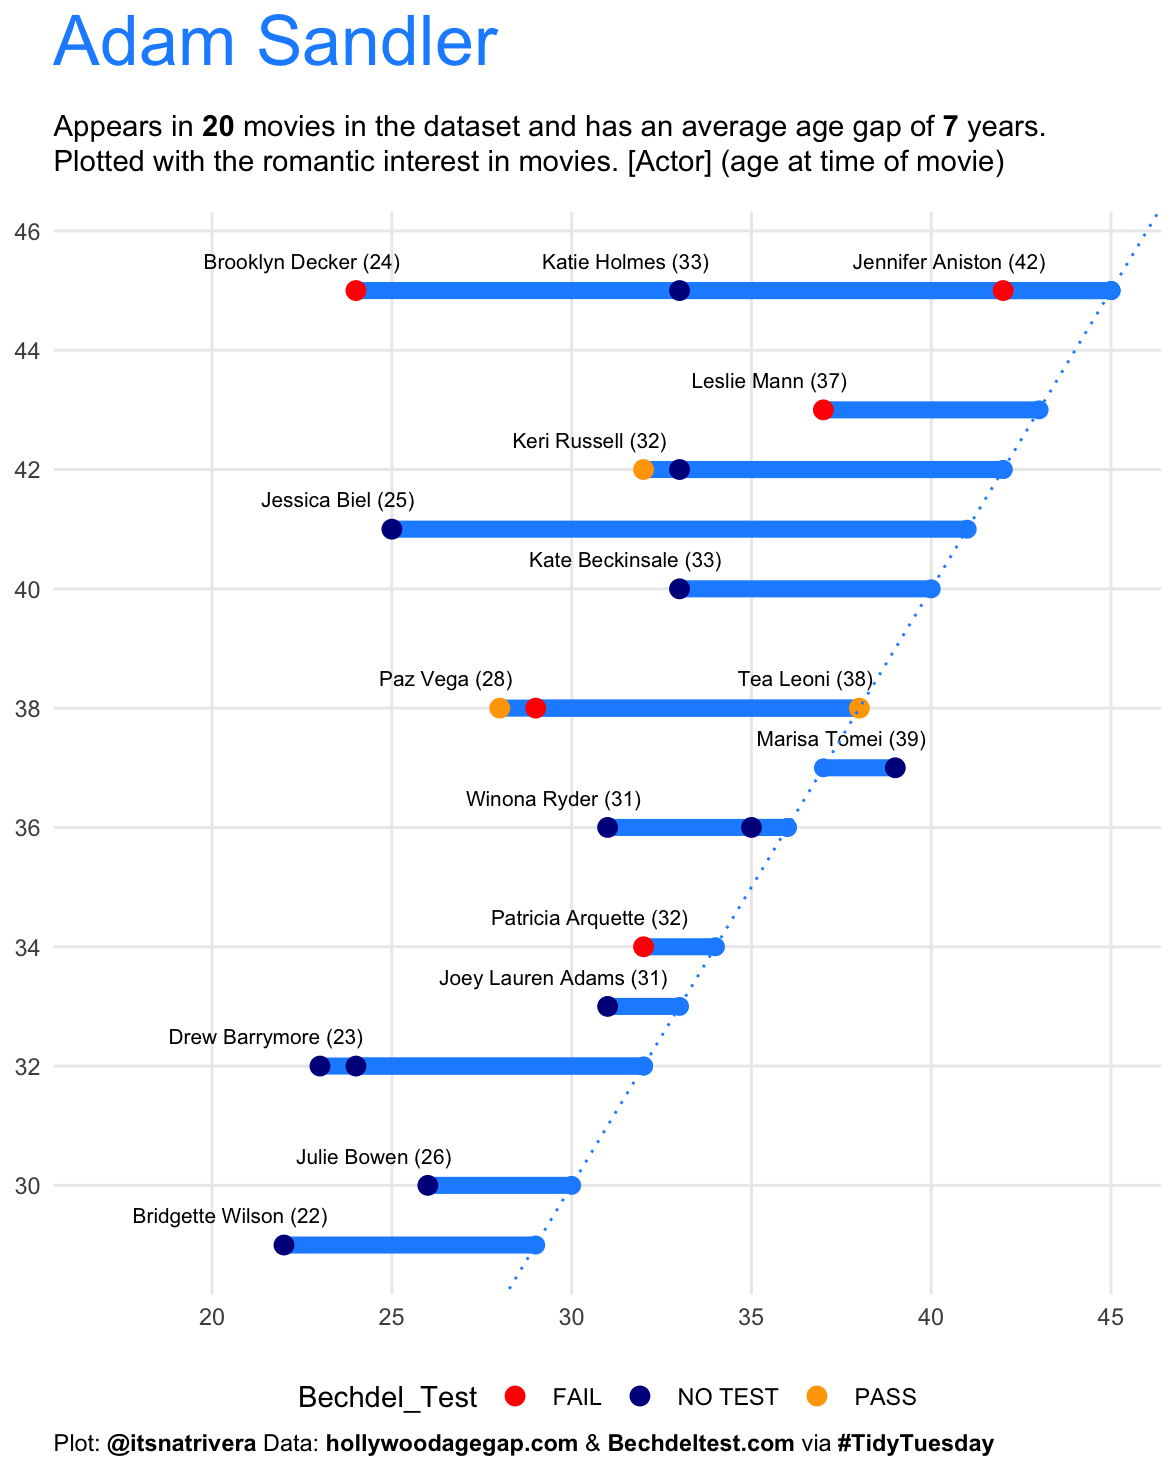 Adam Sandler
Appears in 20 movies in the dataset and has an average age gap of 7 years.
Plotted with the romantic interest in movies. [Actor] (age at time of movie)
46
Brooklyn Decker (24) Katie Holmes (33) Jennifer Aniston (42)
44
Leslie Mann (37)
Keri Russell (32)
42
Jessica Biel (25)
Kate Beckinsale (33)
40
Paz Vega (28) Tea Leoni (38)
38
Marisa Tomei (39)
Winona Ryder (31)
36
Patricia Arquette (32)
34
Joey Lauren Adams (31)
Drew Barrymore (23)
32
Julie Bowen (26)
30
Bridgette Wilson (22)
20 25 30 35 40 45
Bechdel_Test FAIL NO TEST PASS
Plot: @itsnatrivera Data: hollywoodagegap.com & Bechdeltest.com via #TidyTuesday